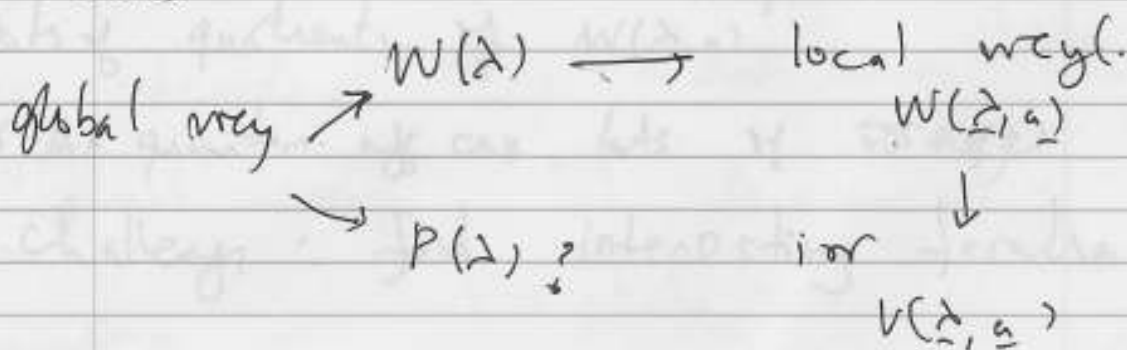 W(λ) → local weyl.
global weyl ↗ W(λ, a)
↘ ↓
P(λ) ? irr
V(λ, a)